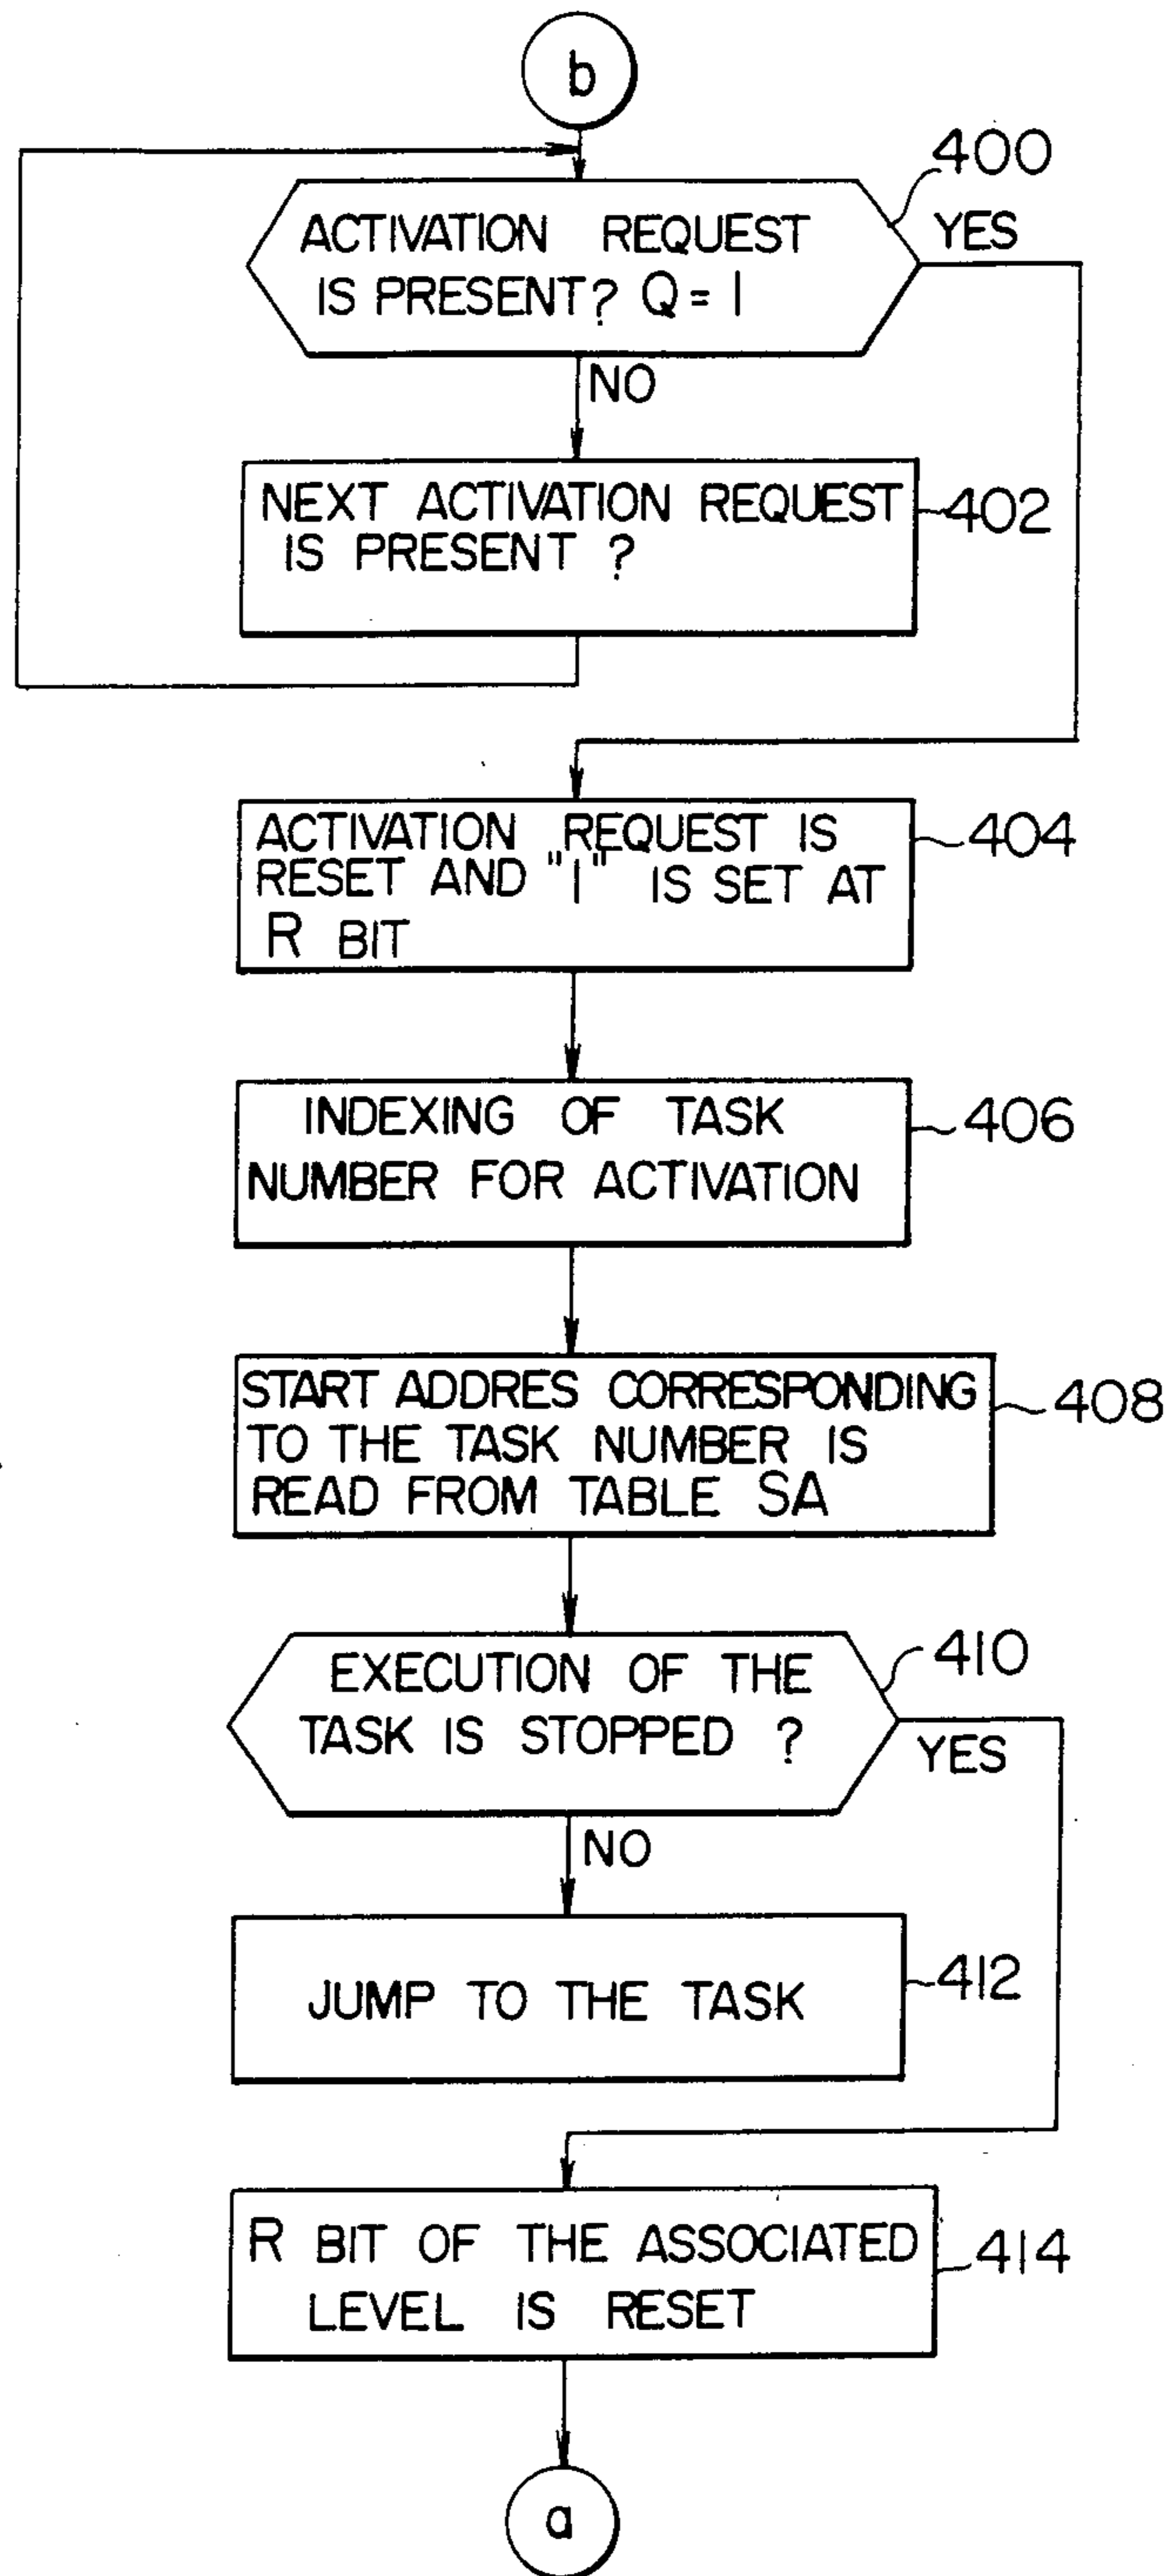 b
400
ACTIVATION REQUEST
IS PRESENT? Q = 1
YES
NO
NEXT ACTIVATION REQUEST
IS PRESENT ?
402
ACTIVATION REQUEST IS
RESET AND "1" IS SET AT
R BIT
404
INDEXING OF TASK
NUMBER FOR ACTIVATION
406
START ADDRES CORRESPONDING
TO THE TASK NUMBER IS
READ FROM TABLE SA
408
EXECUTION OF THE
TASK IS STOPPED ?
410
YES
NO
JUMP TO THE TASK
412
R BIT OF THE ASSOCIATED
LEVEL IS RESET
414
a